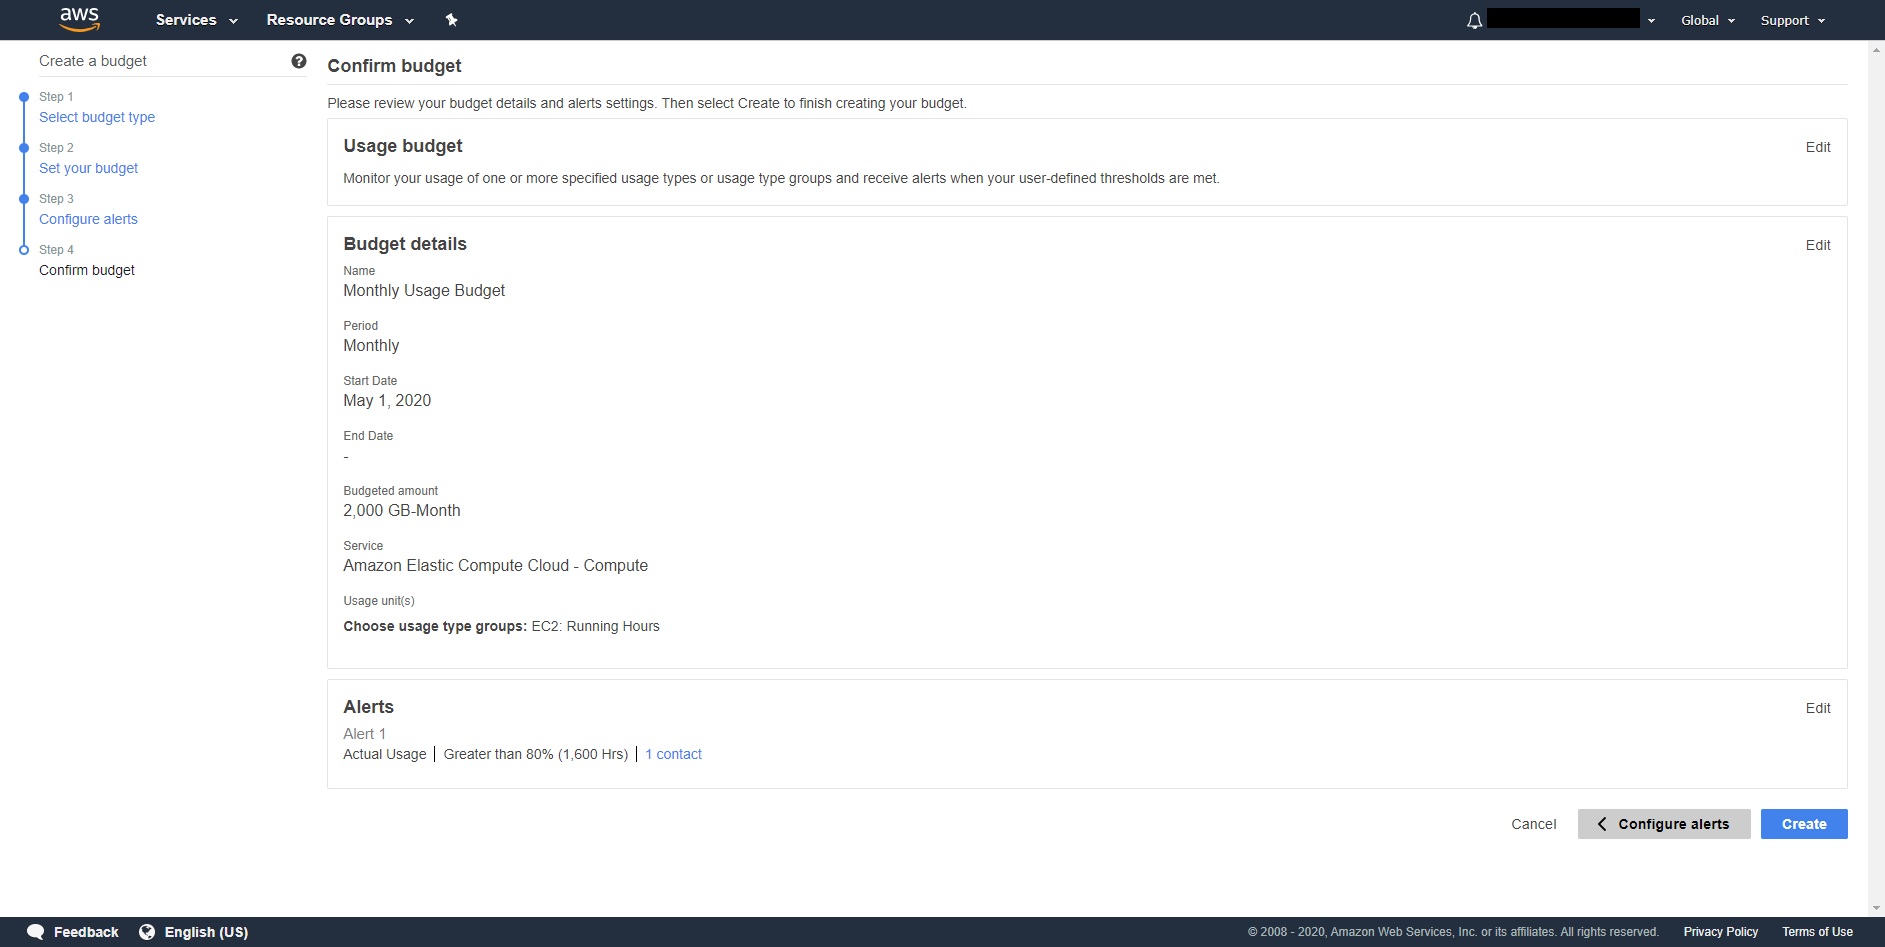 aws Services Resource Groups Global Support
Create a budget
Step 1
Select budget type
Step 2
Set your budget
Step 3
Configure alerts
Step 4
Confirm budget
Confirm budget
Please review your budget details and alerts settings. Then select Create to finish creating your budget.
Usage budget Edit
Monitor your usage of one or more specified usage types or usage type groups and receive alerts when your user-defined thresholds are met.
Budget details Edit
Name
Monthly Usage Budget
Period
Monthly
Start Date
May 1, 2020
End Date
-
Budgeted amount
2,000 GB-Month
Service
Amazon Elastic Compute Cloud - Compute
Usage unit(s)
Choose usage type groups: EC2: Running Hours
Alerts Edit
Alert 1
Actual Usage | Greater than 80% (1,600 Hrs) | 1 contact
Cancel Configure alerts Create
Feedback English (US) © 2008 - 2020, Amazon Web Services, Inc. or its affiliates. All rights reserved. Privacy Policy Terms of Use